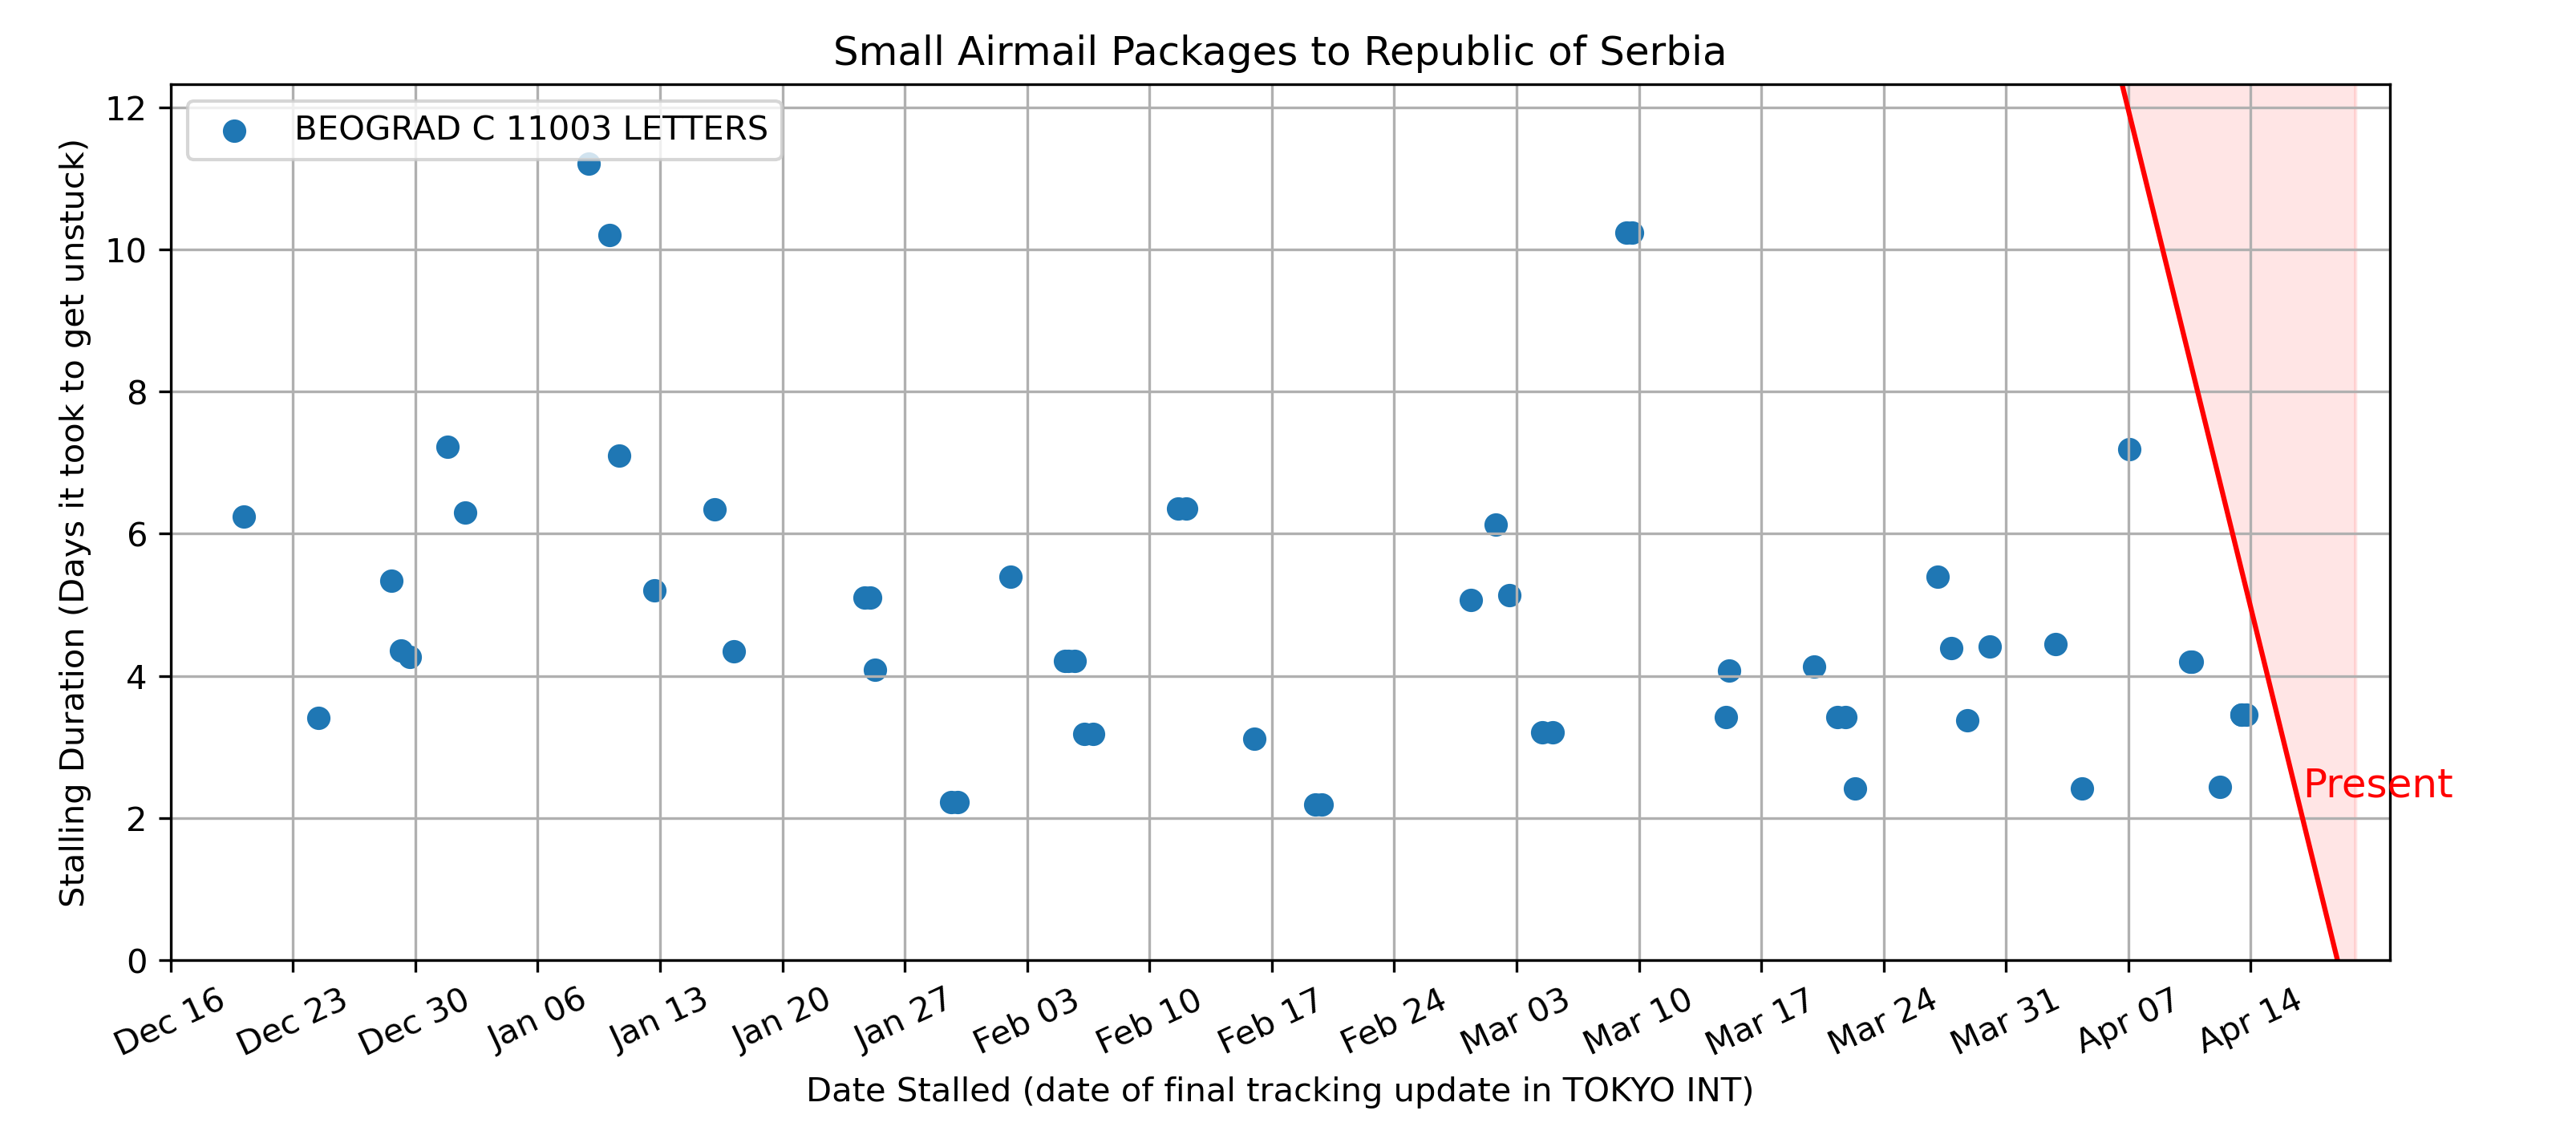 Small Airmail Packages to Republic of Serbia
BEOGRAD C 11003 LETTERS
Stalling Duration (Days it took to get unstuck)
12
10
8
6
4
2
0
Present
Dec 16
Dec 23
Dec 30
Jan 06
Jan 13
Jan 20
Jan 27
Feb 03
Feb 10
Feb 17
Feb 24
Mar 03
Mar 10
Mar 17
Mar 24
Mar 31
Apr 07
Apr 14
Date Stalled (date of final tracking update in TOKYO INT)